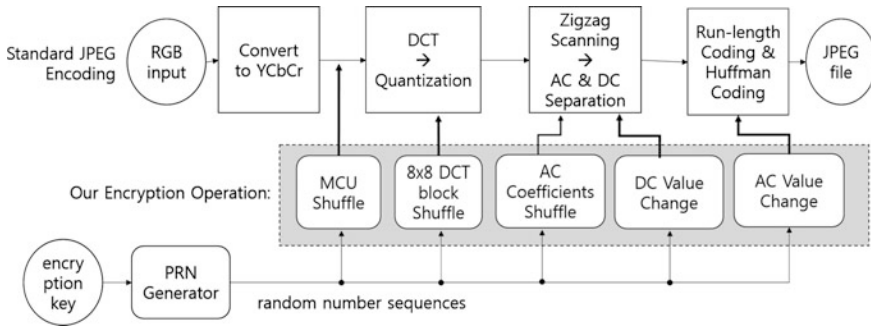 Standard JPEG
Encoding
RGB
input
Convert
to YCbCr
DCT
→
Quantization
Zigzag
Scanning
→
AC & DC
Separation
Run-length
Coding &
Huffman
Coding
JPEG
file
Our Encryption Operation:
MCU
Shuffle
8x8 DCT
block
Shuffle
AC
Coefficients
Shuffle
DC Value
Change
AC Value
Change
encry
ption
key
PRN
Generator
random number sequences